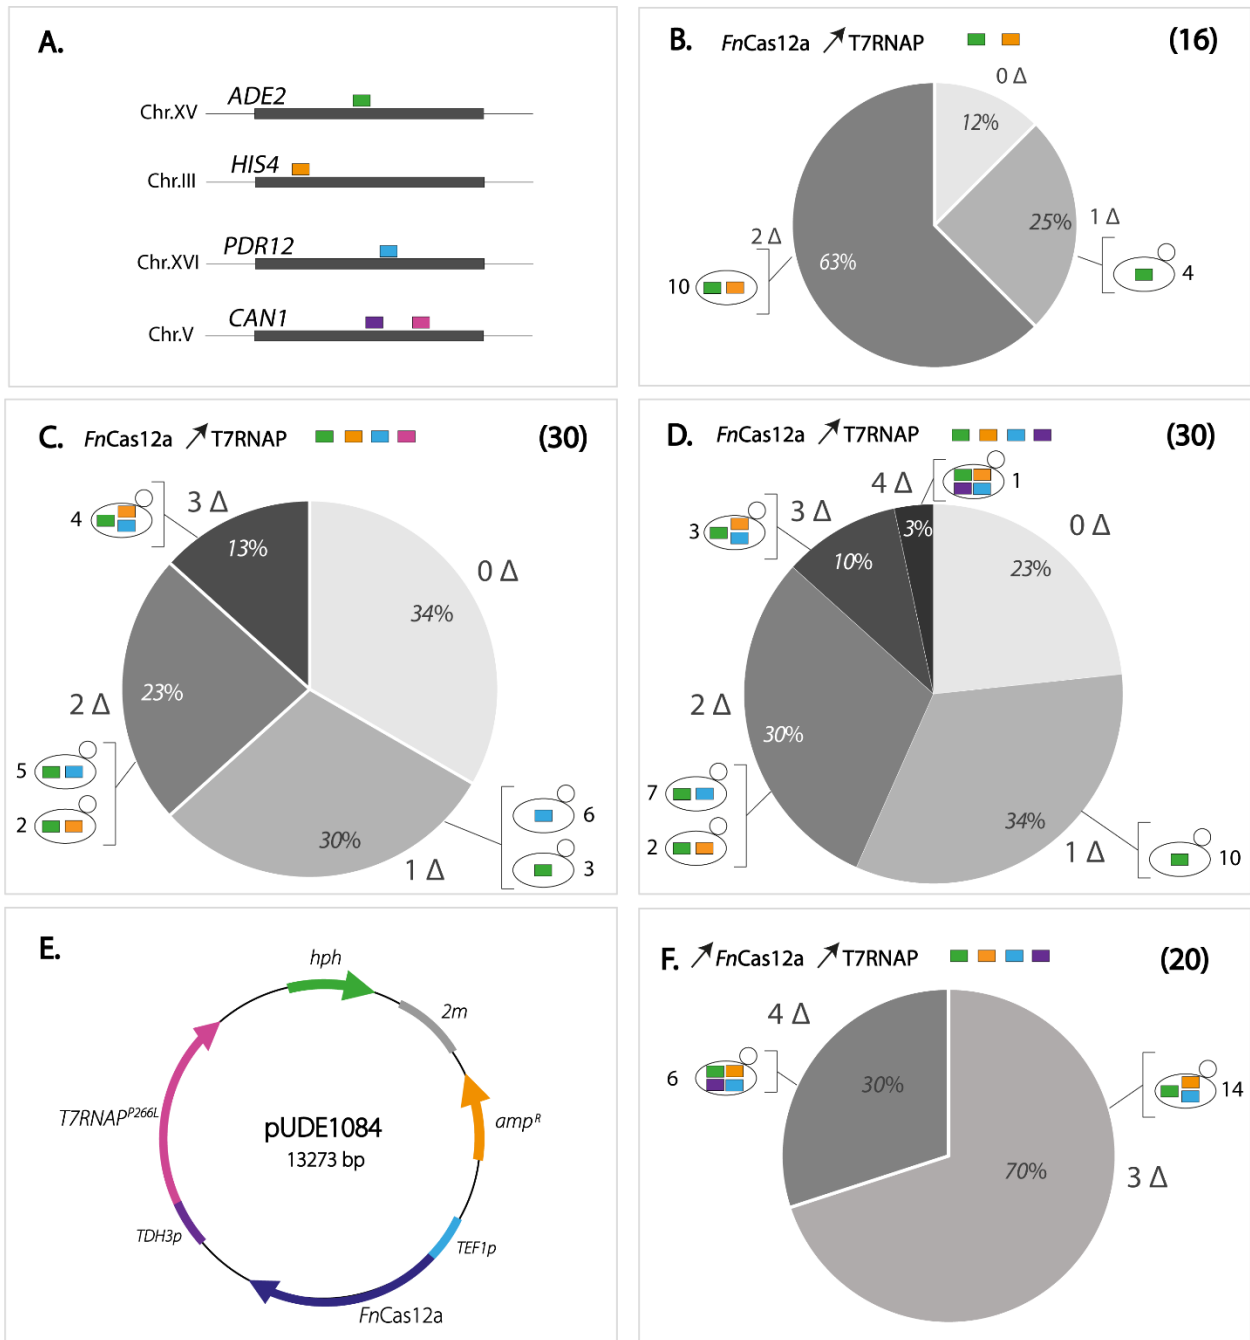 A.
Chr.XV ADE2
Chr.III HIS4
Chr.XVI PDR12
Chr.V CAN1
B. FnCas12a ↗T7RNAP (16)
0 Δ
12%
1 Δ
25%
4
2 Δ
63%
10
C. FnCas12a ↗T7RNAP (30)
3 Δ
4
13%
0 Δ
34%
2 Δ
23%
5
2
30%
1 Δ
6
3
D. FnCas12a ↗T7RNAP (30)
4 Δ
1
3%
3 Δ
3
10%
0 Δ
23%
2 Δ
30%
7
2
34%
1 Δ
10
E.
hph
2m
ampR
T7RNAPP266L
pUDE1084
13273 bp
TDH3p
TEF1p
FnCas12a
F. ↗FnCas12a ↗T7RNAP (20)
4 Δ
6
30%
14
70%
3 Δ